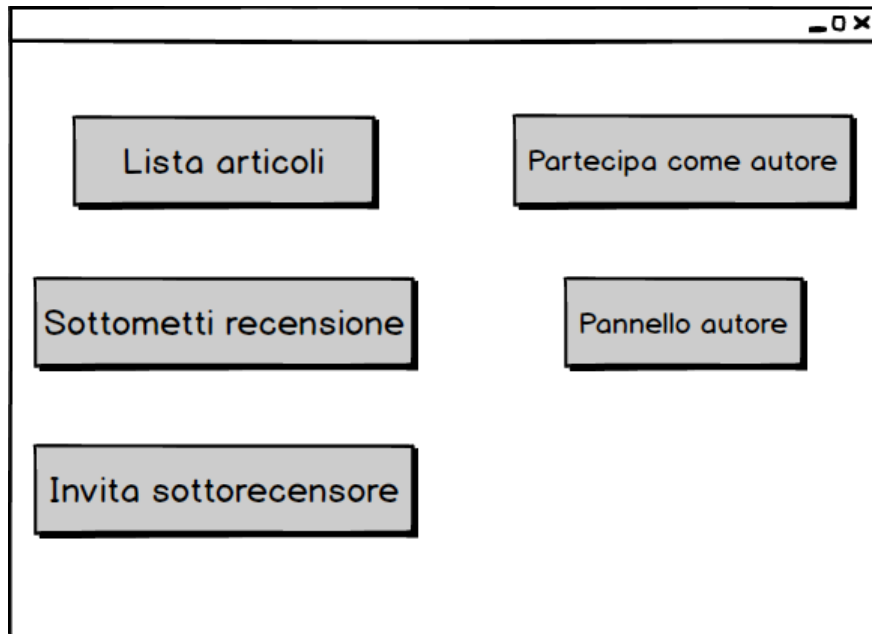 Lista articoli
Partecipa come autore
Sottometti recensione
Pannello autore
Invita sottorecensore